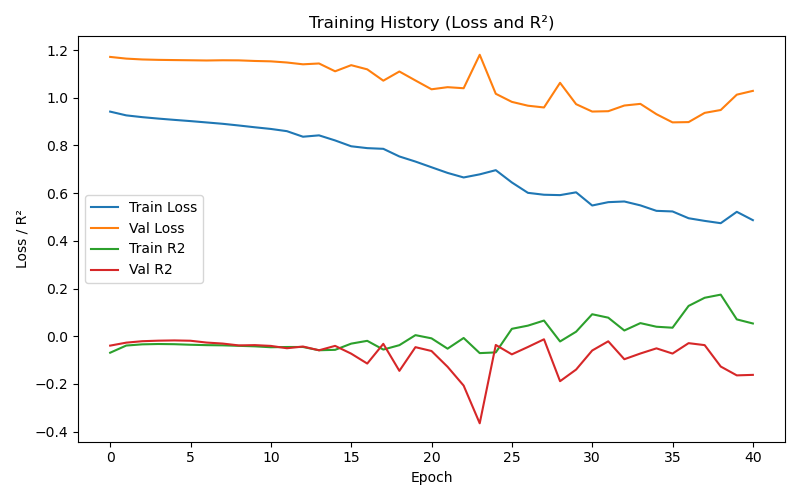 Training History (Loss and R²)
Loss / R²
1.2
1.0
0.8
0.6
0.4
0.2
0.0
−0.2
−0.4
Train Loss
Val Loss
Train R2
Val R2
0 5 10 15 20 25 30 35 40
Epoch